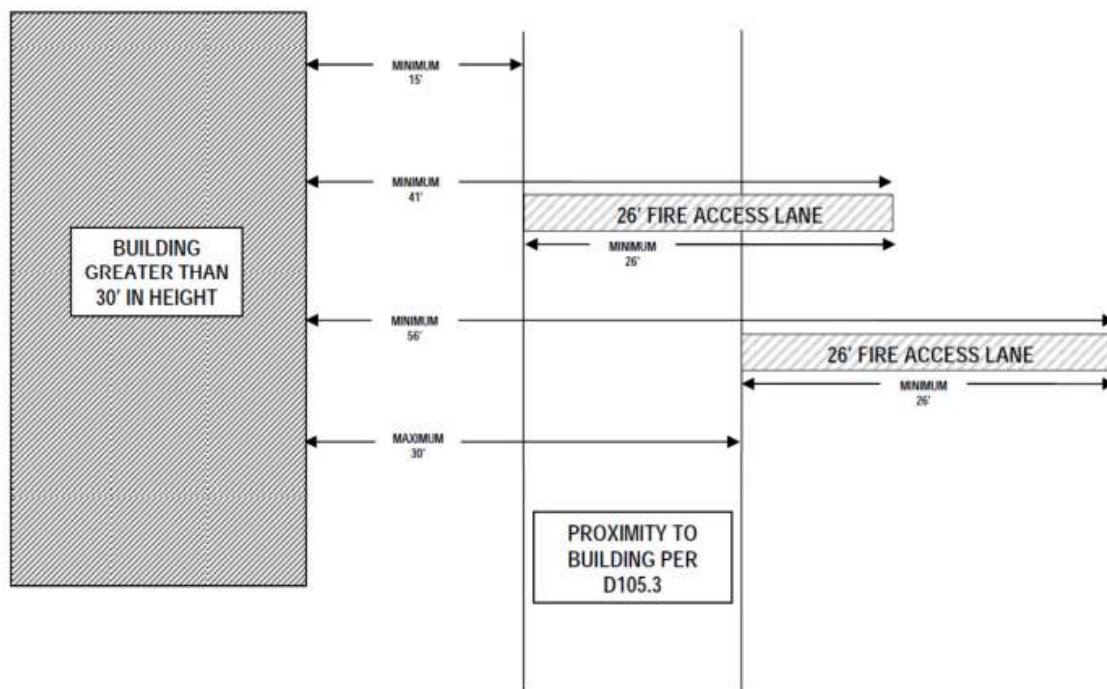 MINIMUM
15'
MINIMUM
41'
26' FIRE ACCESS LANE
MINIMUM
26'
BUILDING
GREATER THAN
30' IN HEIGHT
MINIMUM
56'
26' FIRE ACCESS LANE
MINIMUM
26'
MAXIMUM
30'
PROXIMITY TO
BUILDING PER
D105.3